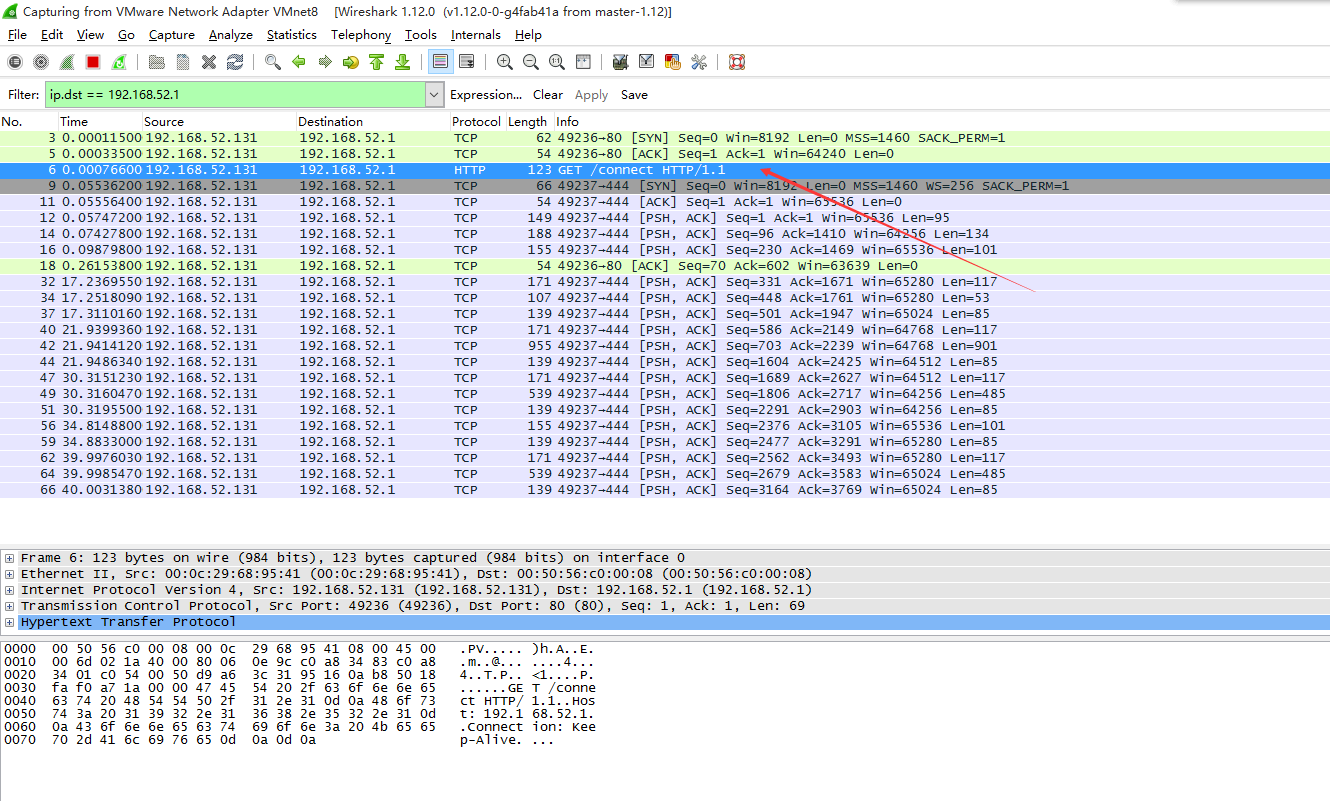 Capturing from VMware Network Adapter VMnet8 [Wireshark 1.12.0 (v1.12.0-0-g4fab41a from master-1.12)]
File Edit View Go Capture Analyze Statistics Telephony Tools Internals Help
Filter: ip.dst == 192.168.52.1 Expression... Clear Apply Save
No. Time Source Destination Protocol Length Info
3 0.00011500 192.168.52.131 192.168.52.1 TCP 62 49236→80 [SYN] Seq=0 Win=8192 Len=0 MSS=1460 SACK_PERM=1
5 0.00033500 192.168.52.131 192.168.52.1 TCP 54 49236→80 [ACK] Seq=1 Ack=1 Win=64240 Len=0
6 0.00076600 192.168.52.131 192.168.52.1 HTTP 123 GET /connect HTTP/1.1
9 0.05536200 192.168.52.131 192.168.52.1 TCP 66 49237→444 [SYN] Seq=0 Win=8192 Len=0 MSS=1460 WS=256 SACK_PERM=1
11 0.05556400 192.168.52.131 192.168.52.1 TCP 54 49237→444 [ACK] Seq=1 Ack=1 Win=65536 Len=0
12 0.05747200 192.168.52.131 192.168.52.1 TCP 149 49237→444 [PSH, ACK] Seq=1 Ack=1 Win=65536 Len=95
14 0.07427800 192.168.52.131 192.168.52.1 TCP 188 49237→444 [PSH, ACK] Seq=96 Ack=1410 Win=64256 Len=134
16 0.09879800 192.168.52.131 192.168.52.1 TCP 155 49237→444 [PSH, ACK] Seq=230 Ack=1469 Win=65536 Len=101
18 0.26153800 192.168.52.131 192.168.52.1 TCP 54 49236→80 [ACK] Seq=70 Ack=602 Win=63639 Len=0
32 17.2369550 192.168.52.131 192.168.52.1 TCP 171 49237→444 [PSH, ACK] Seq=331 Ack=1671 Win=65280 Len=117
34 17.2518090 192.168.52.131 192.168.52.1 TCP 107 49237→444 [PSH, ACK] Seq=448 Ack=1761 Win=65280 Len=53
37 17.3110160 192.168.52.131 192.168.52.1 TCP 139 49237→444 [PSH, ACK] Seq=501 Ack=1947 Win=65024 Len=85
40 21.9399360 192.168.52.131 192.168.52.1 TCP 171 49237→444 [PSH, ACK] Seq=586 Ack=2149 Win=64768 Len=117
42 21.9414120 192.168.52.131 192.168.52.1 TCP 955 49237→444 [PSH, ACK] Seq=703 Ack=2239 Win=64768 Len=901
44 21.9486340 192.168.52.131 192.168.52.1 TCP 139 49237→444 [PSH, ACK] Seq=1604 Ack=2425 Win=64512 Len=85
47 30.3151230 192.168.52.131 192.168.52.1 TCP 171 49237→444 [PSH, ACK] Seq=1689 Ack=2627 Win=64512 Len=117
49 30.3160470 192.168.52.131 192.168.52.1 TCP 539 49237→444 [PSH, ACK] Seq=1806 Ack=2717 Win=64256 Len=485
51 30.3195500 192.168.52.131 192.168.52.1 TCP 139 49237→444 [PSH, ACK] Seq=2291 Ack=2903 Win=64256 Len=85
56 34.8148800 192.168.52.131 192.168.52.1 TCP 155 49237→444 [PSH, ACK] Seq=2376 Ack=3105 Win=65536 Len=101
59 34.8833000 192.168.52.131 192.168.52.1 TCP 139 49237→444 [PSH, ACK] Seq=2477 Ack=3291 Win=65280 Len=85
62 39.9976030 192.168.52.131 192.168.52.1 TCP 171 49237→444 [PSH, ACK] Seq=2562 Ack=3493 Win=65280 Len=117
64 39.9985470 192.168.52.131 192.168.52.1 TCP 539 49237→444 [PSH, ACK] Seq=2679 Ack=3583 Win=65024 Len=485
66 40.0031380 192.168.52.131 192.168.52.1 TCP 139 49237→444 [PSH, ACK] Seq=3164 Ack=3769 Win=65024 Len=85
Frame 6: 123 bytes on wire (984 bits), 123 bytes captured (984 bits) on interface 0
Ethernet II, Src: 00:0c:29:68:95:41 (00:0c:29:68:95:41), Dst: 00:50:56:c0:00:08 (00:50:56:c0:00:08)
Internet Protocol Version 4, Src: 192.168.52.131 (192.168.52.131), Dst: 192.168.52.1 (192.168.52.1)
Transmission Control Protocol, Src Port: 49236 (49236), Dst Port: 80 (80), Seq: 1, Ack: 1, Len: 69
Hypertext Transfer Protocol
0000 00 50 56 c0 00 08 00 0c 29 68 95 41 08 00 45 00 .PV..... )h.A..E.
0010 00 6d 02 1a 40 00 80 06 0e 9c c0 a8 34 83 c0 a8 .m..@... ....4...
0020 34 01 c0 54 00 50 d9 a6 3c 31 95 16 0a b8 50 18 4..T.P.. <1....P.
0030 fa f0 a7 1a 00 00 47 45 54 20 2f 63 6f 6e 6e 65 ......GE T /conne
0040 63 74 20 48 54 54 50 2f 31 2e 31 0d 0a 48 6f 73 ct HTTP/ 1.1..Hos
0050 74 3a 20 31 39 32 2e 31 36 38 2e 35 32 2e 31 0d t: 192.1 68.52.1.
0060 0a 43 6f 6e 6e 65 63 74 69 6f 6e 3a 20 4b 65 65 .Connect ion: Kee
0070 70 2d 41 6c 69 76 65 0d 0a 0d 0a p-Alive. ...